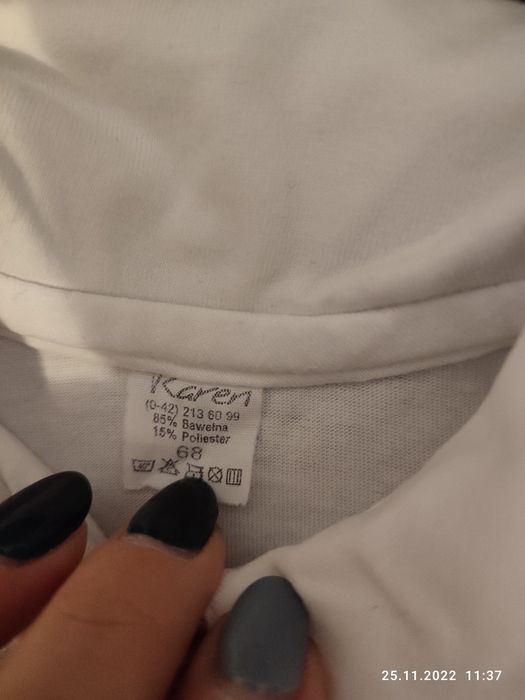 Karen
(0-42) 213 60 99
85% Bawełna
15% Poliester
68
25.11.2022 11:37